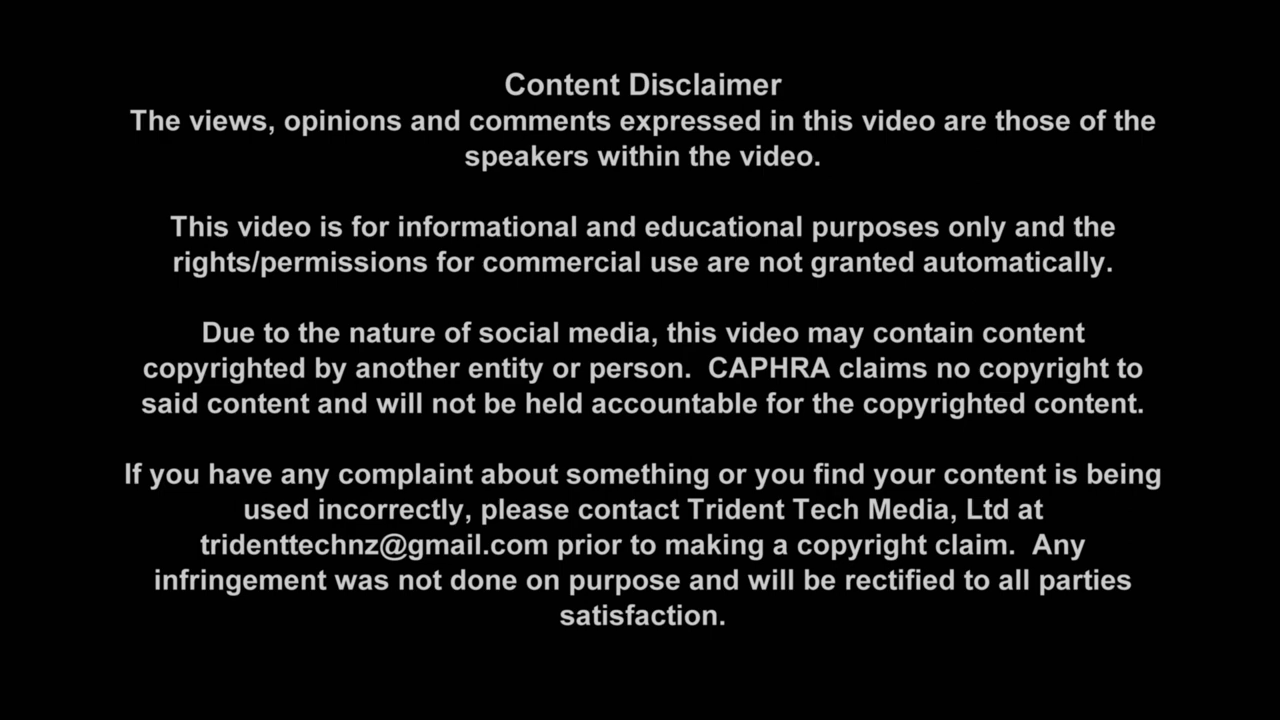 Content Disclaimer
The views, opinions and comments expressed in this video are those of the
speakers within the video.
This video is for informational and educational purposes only and the
rights/permissions for commercial use are not granted automatically.
Due to the nature of social media, this video may contain content
copyrighted by another entity or person.  CAPHRA claims no copyright to
said content and will not be held accountable for the copyrighted content.
If you have any complaint about something or you find your content is being
used incorrectly, please contact Trident Tech Media, Ltd at
tridenttechnz@gmail.com prior to making a copyright claim.  Any
infringement was not done on purpose and will be rectified to all parties
satisfaction.